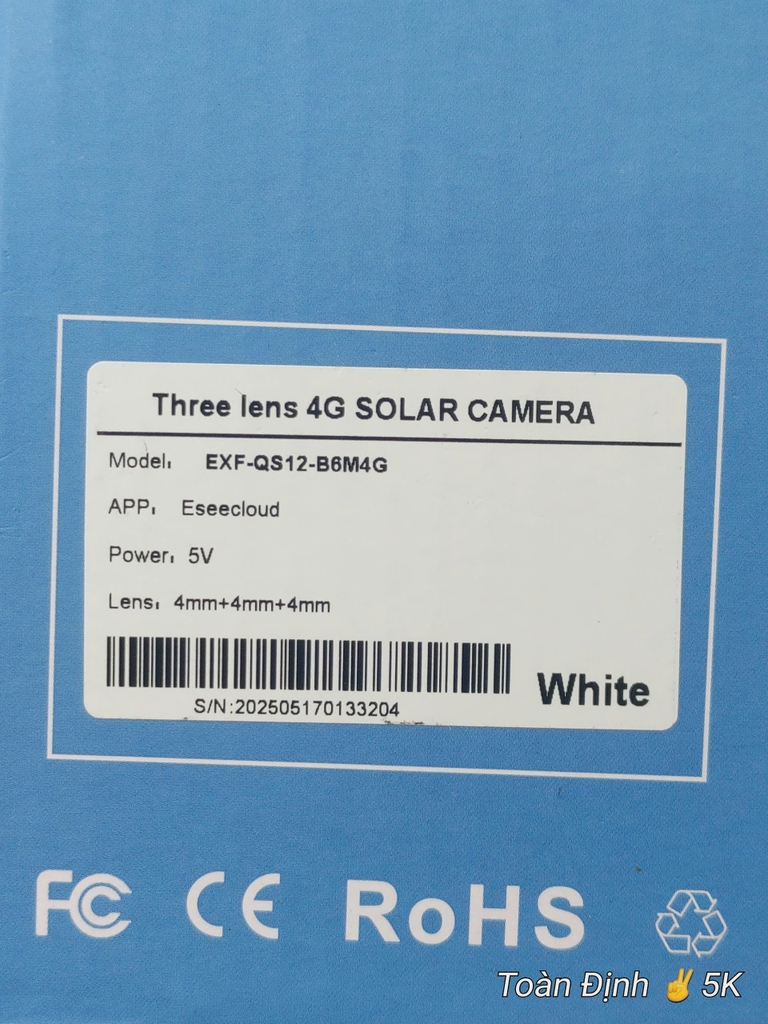 Three lens 4G SOLAR CAMERA
Model: EXF-QS12-B6M4G
APP: Eseecloud
Power: 5V
Lens: 4mm+4mm+4mm
White
S/N:202505170133204
FC CE RoHS
Toàn Định ✌️ 5K